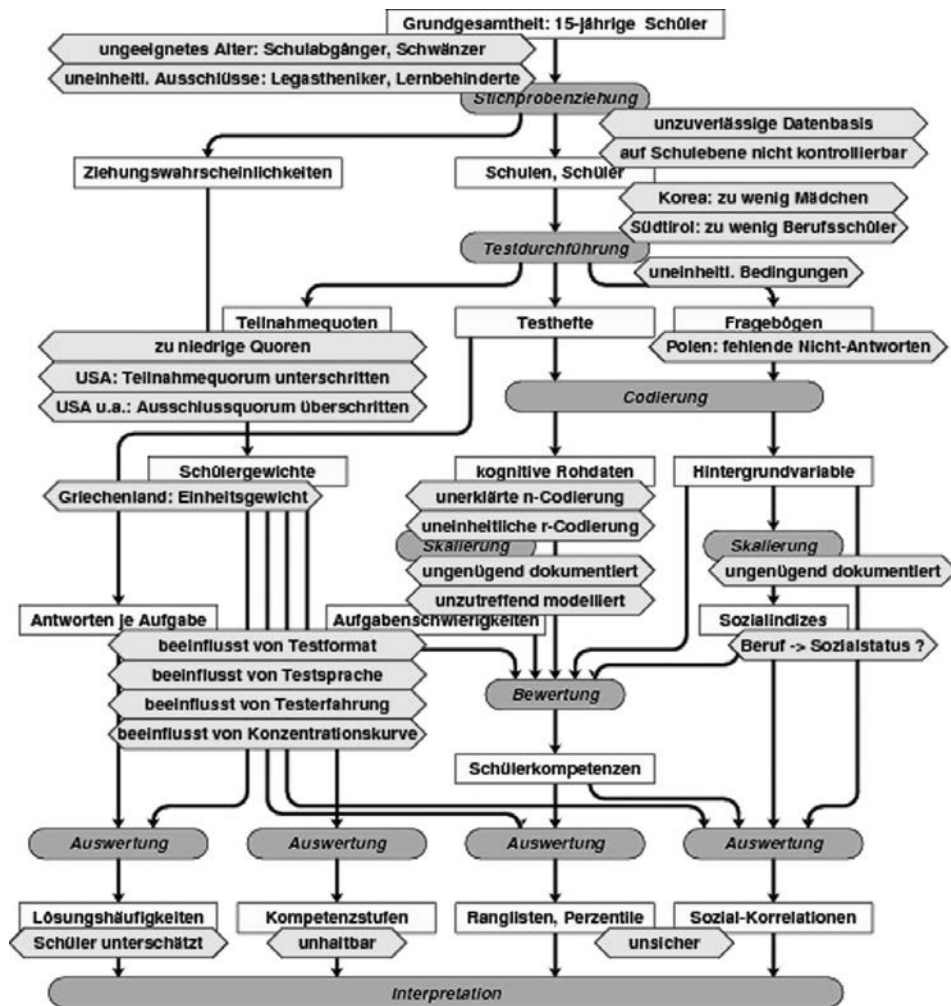 Grundgesamtheit: 15-jährige Schüler
ungeeignetes Alter: Schulabgänger, Schwänzer
uneinheitl. Ausschlüsse: Legastheniker, Lernbehinderte
Stichprobenziehung
unzuverlässige Datenbasis
auf Schulebene nicht kontrollierbar
Ziehungswahrscheinlichkeiten
Schulen, Schüler
Korea: zu wenig Mädchen
Südtirol: zu wenig Berufsschüler
Testdurchführung
uneinheitl. Bedingungen
Teilnahmequoten
Testhefte
Fragebögen
zu niedrige Quoren
Polen: fehlende Nicht-Antworten
USA: Teilnahmequorum unterschritten
USA u.a.: Ausschlussquorum überschritten
Codierung
Schülergewichte
kognitive Rohdaten
Hintergrundvariable
Griechenland: Einheitsgewicht
unerklärte n-Codierung
uneinheitliche r-Codierung
Skalierung
Skalierung
ungenügend dokumentiert
ungenügend dokumentiert
unzutreffend modelliert
Antworten je Aufgabe
Aufgabenschwierigkeiten
Sozialindizes
beeinflusst von Testformat
Beruf -> Sozialstatus ?
beeinflusst von Testsprache
Bewertung
beeinflusst von Testerfahrung
beeinflusst von Konzentrationskurve
Schülerkompetenzen
Auswertung
Auswertung
Auswertung
Auswertung
Lösungshäufigkeiten
Kompetenzstufen
Ranglisten, Perzentile
Sozial-Korrelationen
Schüler unterschätzt
unhaltbar
unsicher
Interpretation